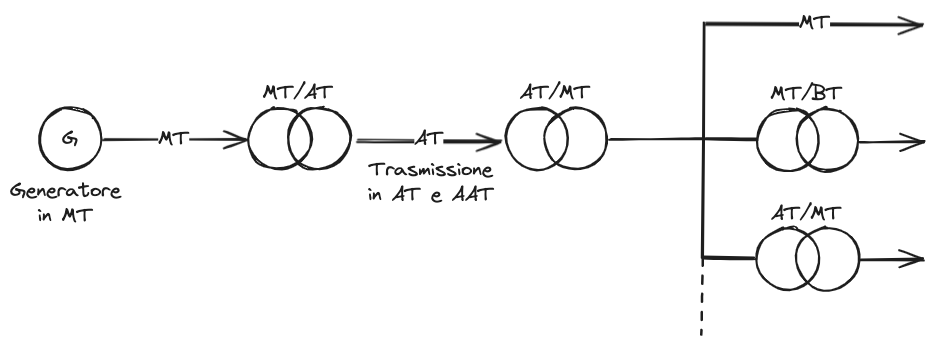 MT
MT/AT
AT/MT
MT/BT
G
MT
AT
Generatore
in MT
Trasmissione
in AT e AAT
AT/MT